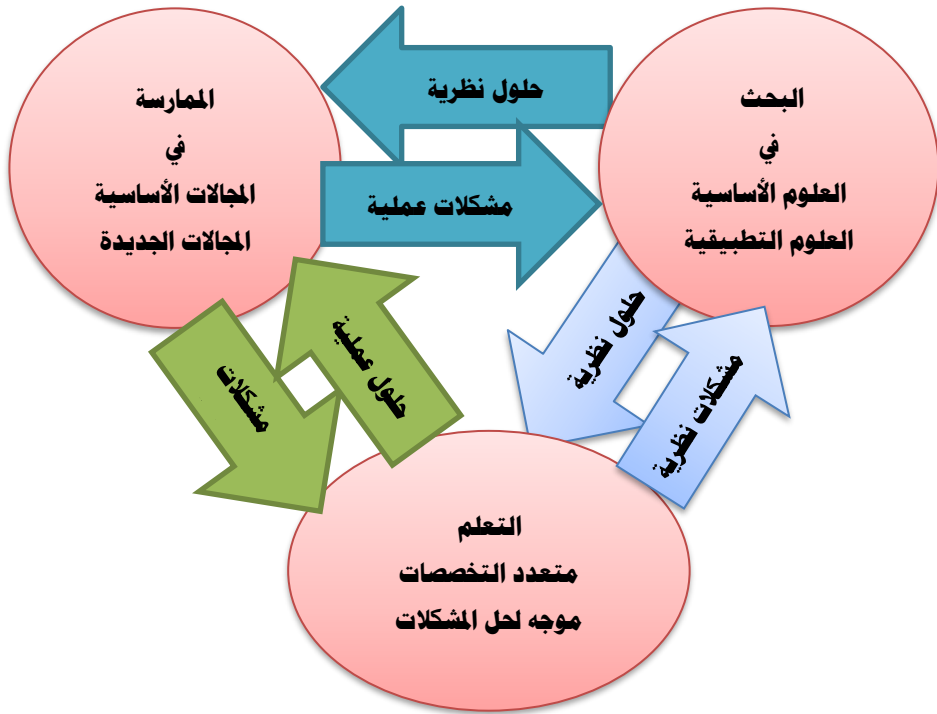 البحث
في
العلوم الأساسية
العلوم التطبيقية
حلول نظرية
مشكلات عملية
الممارسة
في
المجالات الأساسية
المجالات الجديدة
حلول نظرية
مشكلات نظرية
حلول عملية
مشكلات
التعلم
متعدد التخصصات
موجه لحل المشكلات